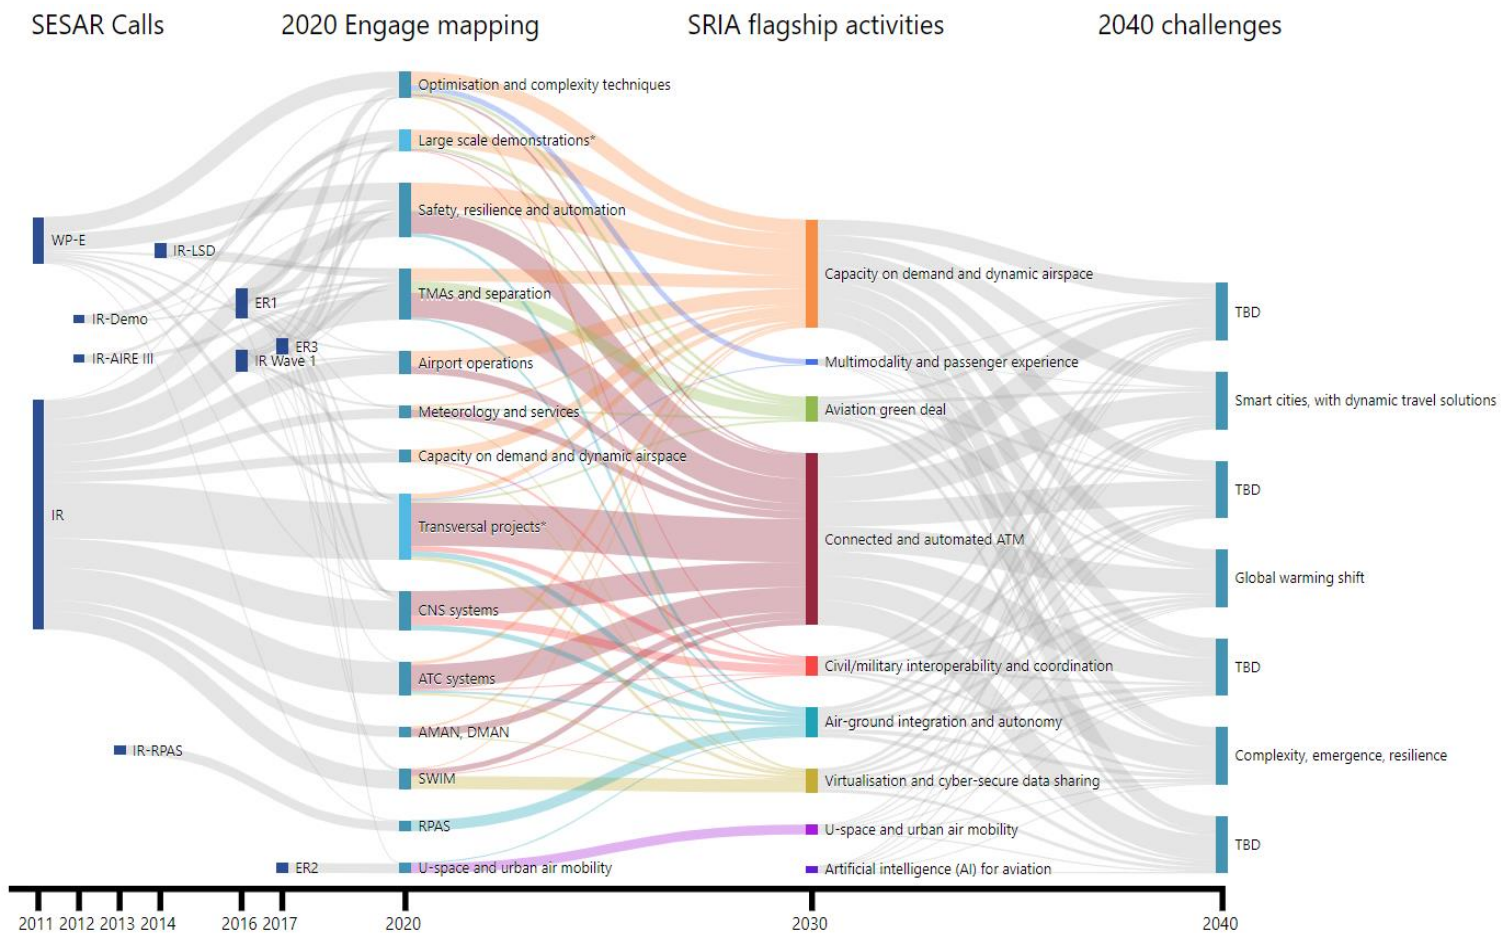 SESAR Calls
2020 Engage mapping
SRIA flagship activities
2040 challenges
WP-E
IR-LSD
IR-Demo
IR-AIRE III
ER1
ER3
IR Wave 1
IR
IR-RPAS
ER2
Optimisation and complexity techniques
Large scale demonstrations*
Safety, resilience and automation
TMAs and separation
Airport operations
Meteorology and services
Capacity on demand and dynamic airspace
Transversal projects*
CNS systems
ATC systems
AMAN, DMAN
SWIM
RPAS
U-space and urban air mobility
Capacity on demand and dynamic airspace
Multimodality and passenger experience
Aviation green deal
Connected and automated ATM
Civil/military interoperability and coordination
Air-ground integration and autonomy
Virtualisation and cyber-secure data sharing
U-space and urban air mobility
Artificial intelligence (AI) for aviation
TBD
Smart cities, with dynamic travel solutions
TBD
Global warming shift
TBD
Complexity, emergence, resilience
TBD
2011 2012 2013 2014 2016 2017 2020 2030 2040